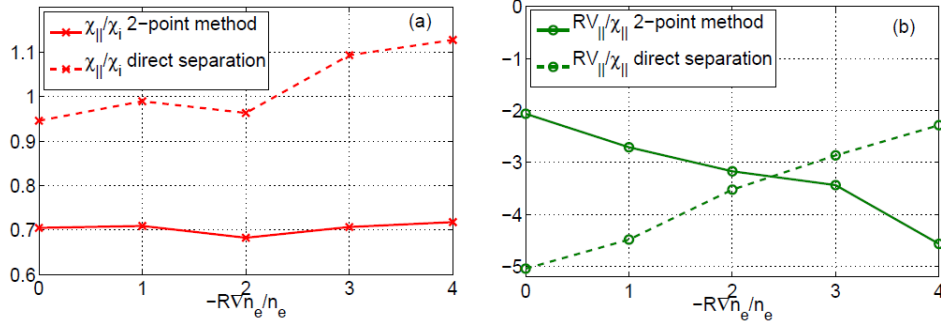 (a)
χ||/χi 2−point method
χ||/χi direct separation
1.1
1
0.9
0.8
0.7
0.6
0 1 2 3 4
−R∇ne/ne
(b)
RV||/χ|| 2−point method
RV||/χ|| direct separation
0
−1
−2
−3
−4
−5
0 1 2 3 4
−R∇ne/ne